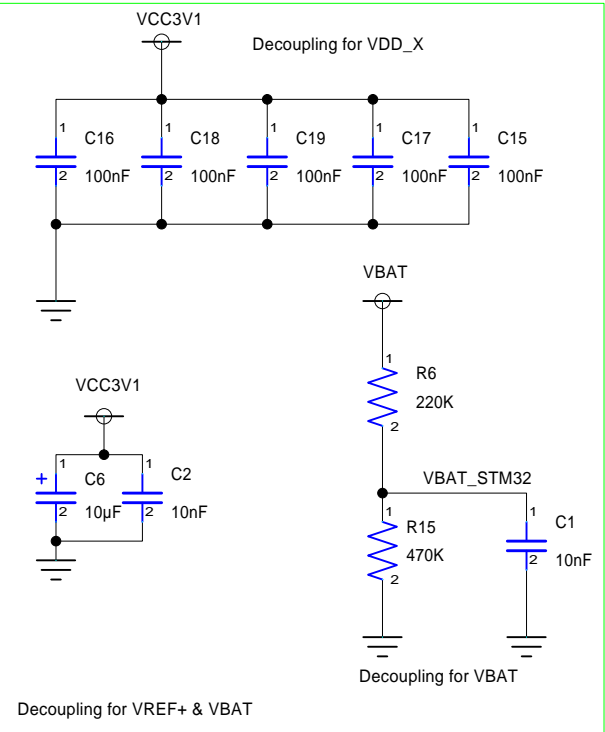 VCC3V1
Decoupling for VDD_X
1
C16
2
100nF
1
C18
2
100nF
1
C19
2
100nF
1
C17
2
100nF
1
C15
2
100nF
VBAT
1
R6
220K
2
VCC3V1
+
1
C6
2
10µF
1
C2
2
10nF
VBAT_STM32
1
R15
470K
2
1
C1
2
10nF
Decoupling for VBAT
Decoupling for VREF+ & VBAT